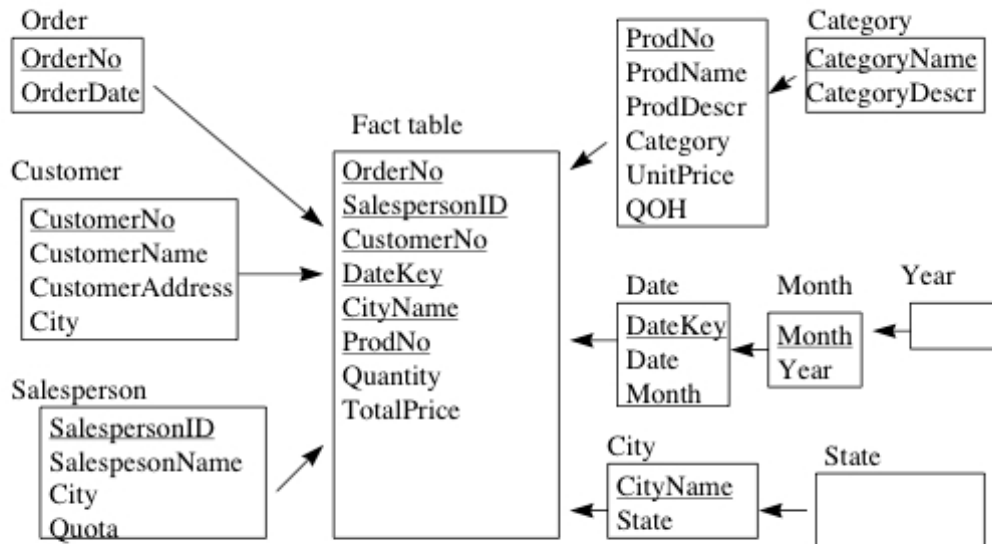 Order
OrderNo
OrderDate
Customer
CustomerNo
CustomerName
CustomerAddress
City
Salesperson
SalespersonID
SalespesonName
City
Quota
Fact table
OrderNo
SalespersonID
CustomerNo
DateKey
CityName
ProdNo
Quantity
TotalPrice
ProdNo
ProdName
ProdDescr
Category
UnitPrice
QOH
Category
CategoryName
CategoryDescr
Date
DateKey
Date
Month
Month
Month
Year
Year
City
CityName
State
State